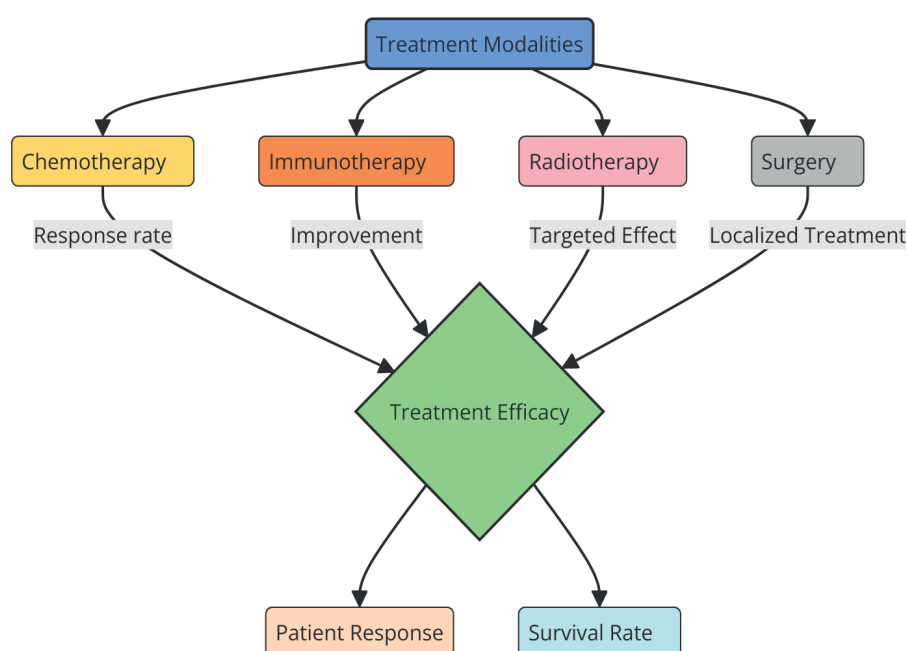 Treatment Modalities
Chemotherapy
Immunotherapy
Radiotherapy
Surgery
Response rate
Improvement
Targeted Effect
Localized Treatment
Treatment Efficacy
Patient Response
Survival Rate